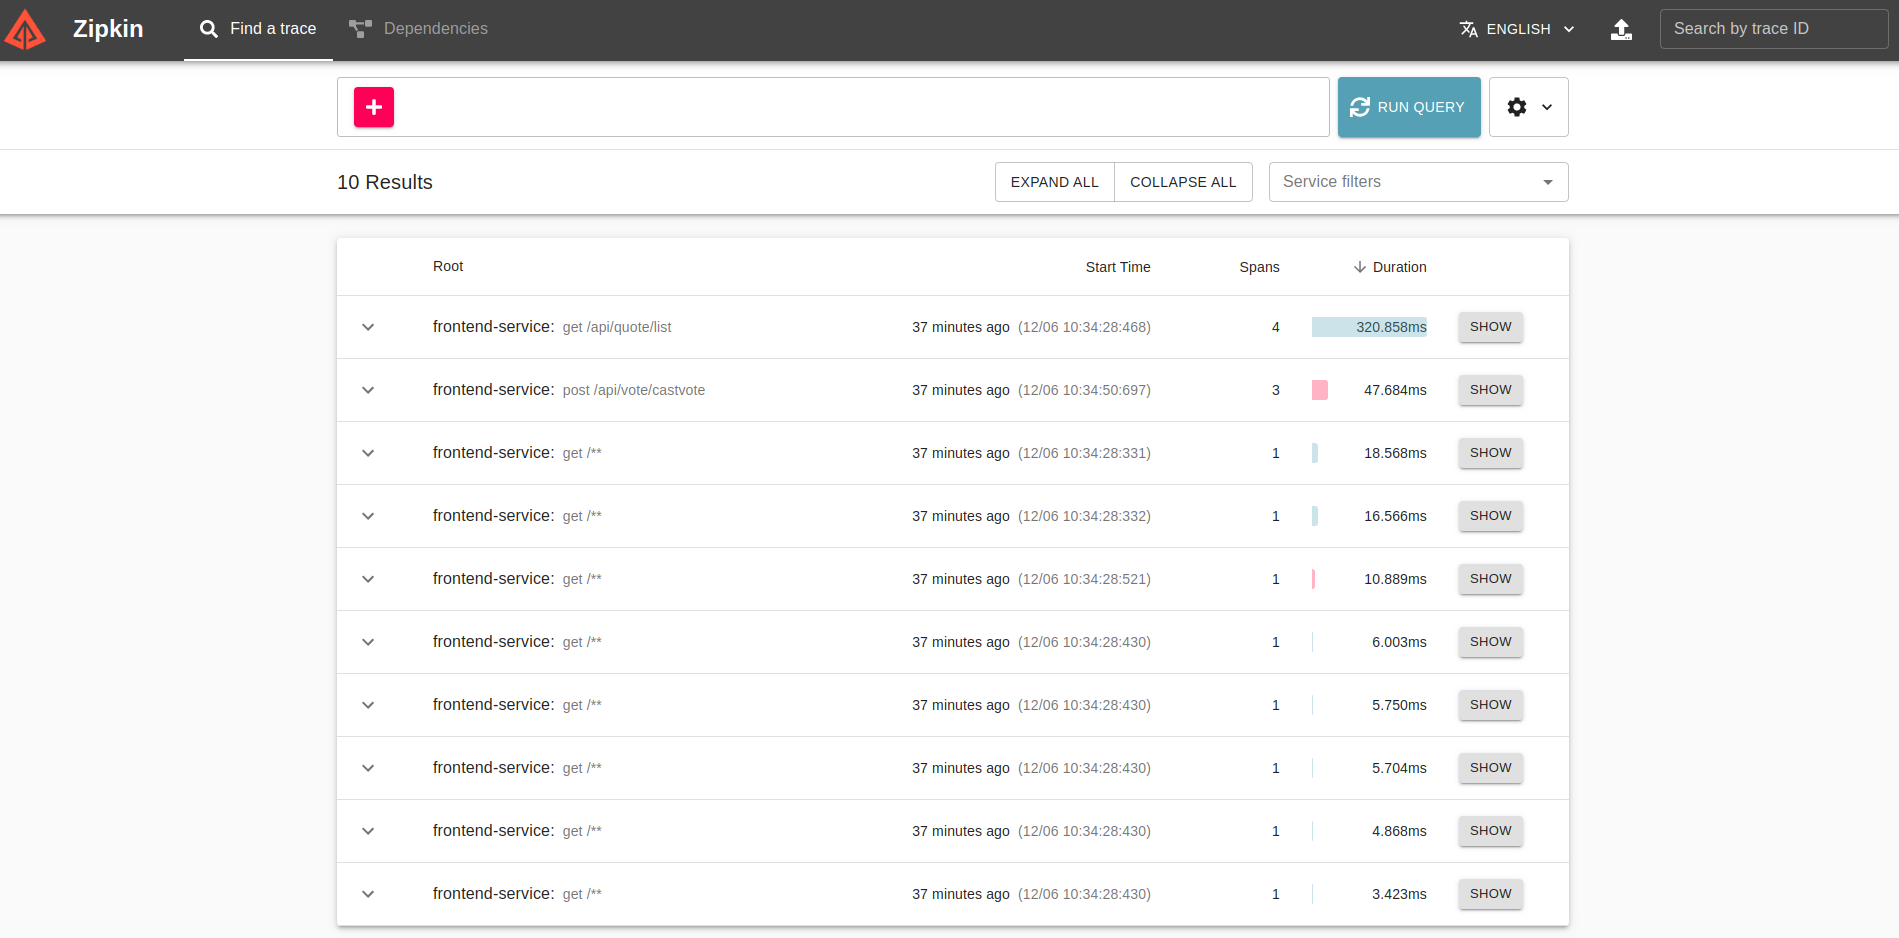 Zipkin Find a trace Dependencies ENGLISH Search by trace ID
RUN QUERY
10 Results EXPAND ALL COLLAPSE ALL Service filters
Root Start Time Spans Duration
frontend-service: get /api/quote/list 37 minutes ago (12/06 10:34:28:468) 4 320.858ms SHOW
frontend-service: post /api/vote/castvote 37 minutes ago (12/06 10:34:50:697) 3 47.684ms SHOW
frontend-service: get /** 37 minutes ago (12/06 10:34:28:331) 1 18.568ms SHOW
frontend-service: get /** 37 minutes ago (12/06 10:34:28:332) 1 16.566ms SHOW
frontend-service: get /** 37 minutes ago (12/06 10:34:28:521) 1 10.889ms SHOW
frontend-service: get /** 37 minutes ago (12/06 10:34:28:430) 1 6.003ms SHOW
frontend-service: get /** 37 minutes ago (12/06 10:34:28:430) 1 5.750ms SHOW
frontend-service: get /** 37 minutes ago (12/06 10:34:28:430) 1 5.704ms SHOW
frontend-service: get /** 37 minutes ago (12/06 10:34:28:430) 1 4.868ms SHOW
frontend-service: get /** 37 minutes ago (12/06 10:34:28:430) 1 3.423ms SHOW